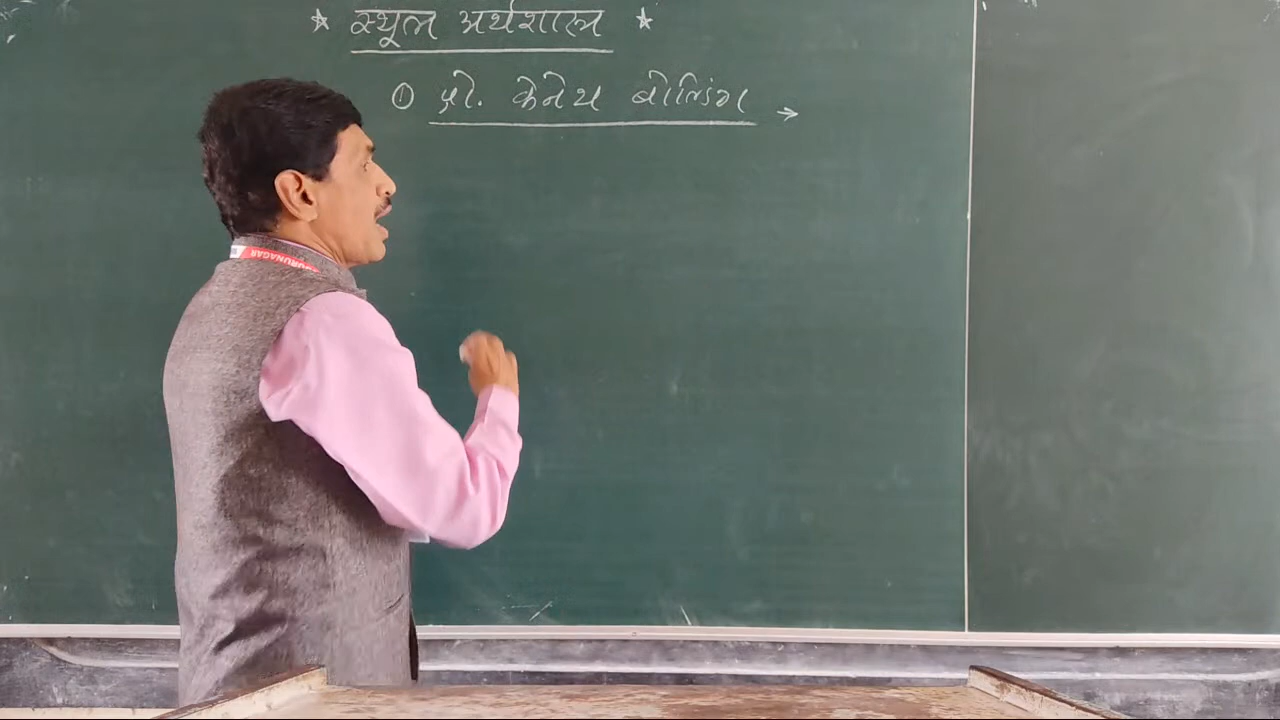 * स्थूल अर्थशास्त्र *
① प्रो. केनेथ बोल्डिंग →